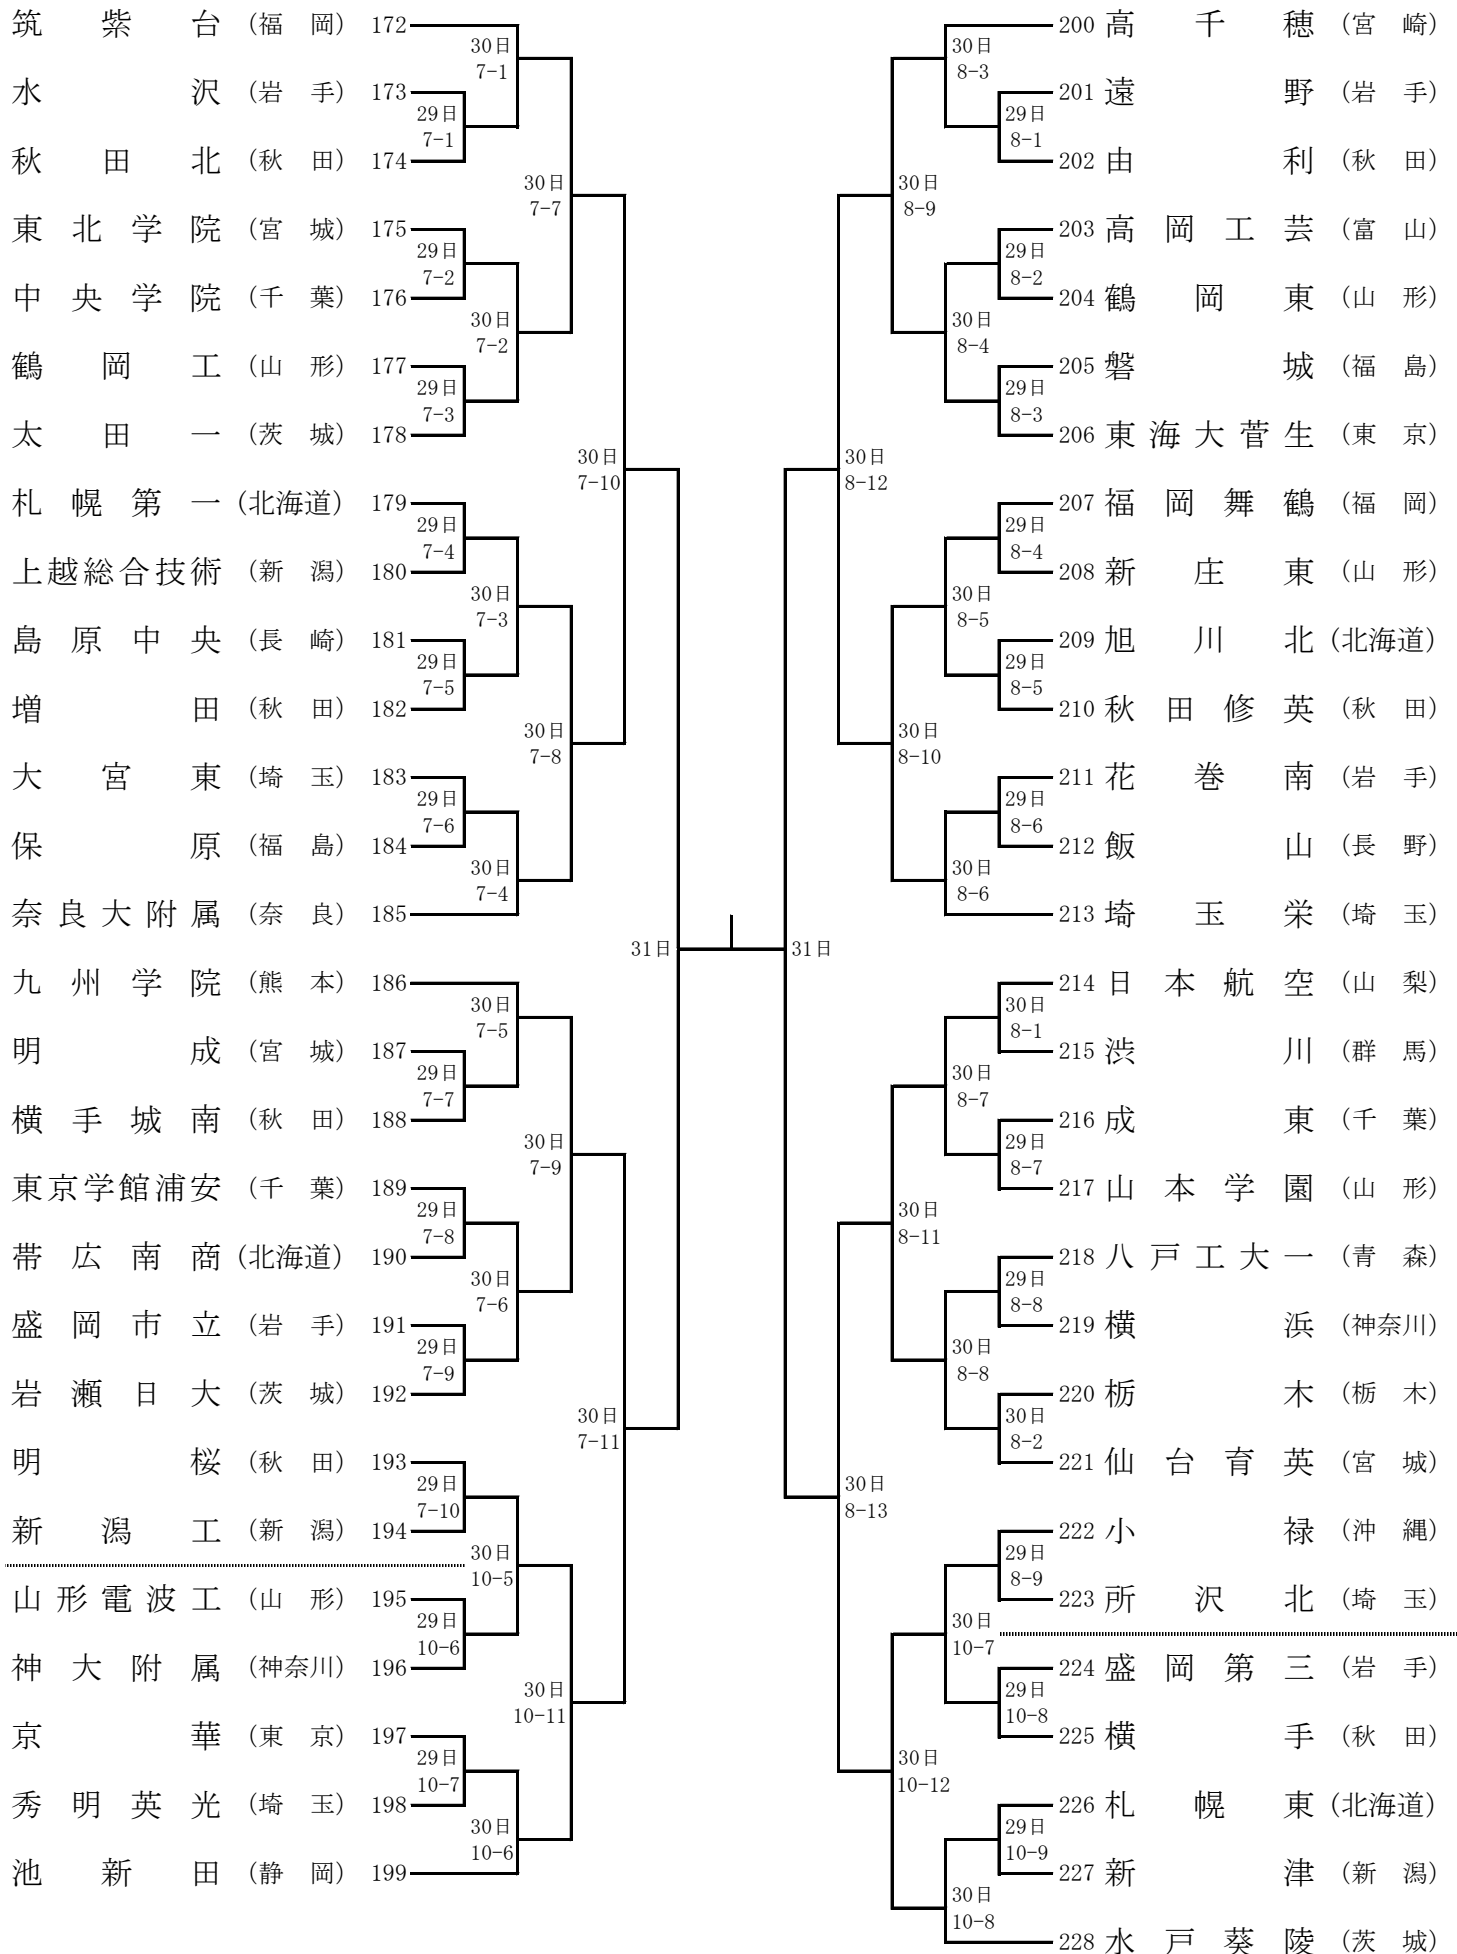 筑紫台 (福岡) 172
水沢 (岩手) 173
秋田北 (秋田) 174
東北学院 (宮城) 175
中央学院 (千葉) 176
鶴岡工 (山形) 177
太田一 (茨城) 178
札幌第一 (北海道) 179
上越総合技術 (新潟) 180
島原中央 (長崎) 181
増田 (秋田) 182
大宮東 (埼玉) 183
保原 (福島) 184
奈良大附属 (奈良) 185
九州学院 (熊本) 186
明成 (宮城) 187
横手城南 (秋田) 188
東京学館浦安 (千葉) 189
帯広南商 (北海道) 190
盛岡市立 (岩手) 191
岩瀬日大 (茨城) 192
明桜 (秋田) 193
新潟工 (新潟) 194
山形電波工 (山形) 195
神大附属 (神奈川) 196
京華 (東京) 197
秀明英光 (埼玉) 198
池新田 (静岡) 199
29日
7-1
29日
7-2
29日
7-3
29日
7-4
29日
7-5
29日
7-6
29日
7-7
29日
7-8
29日
7-9
29日
7-10
29日
10-6
29日
10-7
30日
7-1
30日
7-2
30日
7-3
30日
7-4
30日
7-5
30日
7-6
30日
10-5
30日
10-6
30日
7-7
30日
7-8
30日
7-9
30日
10-11
30日
7-10
30日
7-11
31日
31日
30日
8-12
30日
8-13
30日
8-9
30日
8-10
30日
8-11
30日
10-12
30日
8-3
30日
8-4
30日
8-5
30日
8-6
30日
8-7
30日
8-8
30日
10-7
30日
10-8
29日
8-1
29日
8-2
29日
8-3
29日
8-4
29日
8-5
29日
8-6
30日
8-1
29日
8-7
29日
8-8
30日
8-2
29日
8-9
29日
10-8
29日
10-9
200 高千穂 (宮崎)
201 遠野 (岩手)
202 由利 (秋田)
203 高岡工芸 (富山)
204 鶴岡東 (山形)
205 磐城 (福島)
206 東海大菅生 (東京)
207 福岡舞鶴 (福岡)
208 新庄東 (山形)
209 旭川北 (北海道)
210 秋田修英 (秋田)
211 花巻南 (岩手)
212 飯山 (長野)
213 埼玉栄 (埼玉)
214 日本航空 (山梨)
215 渋川 (群馬)
216 成東 (千葉)
217 山本学園 (山形)
218 八戸工大一 (青森)
219 横浜 (神奈川)
220 栃木 (栃木)
221 仙台育英 (宮城)
222 小禄 (沖縄)
223 所沢北 (埼玉)
224 盛岡第三 (岩手)
225 横手 (秋田)
226 札幌東 (北海道)
227 新津 (新潟)
228 水戸葵陵 (茨城)